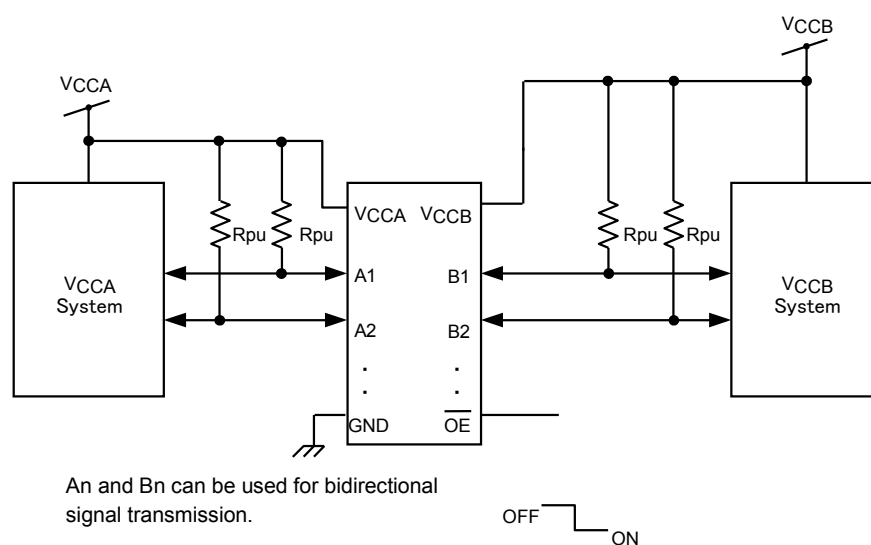 VCCB
VCCA
VCCA VCCB
Rpu Rpu Rpu Rpu
VCCA
System
A1 B1
VCCB
System
A2 B2
. .
. .
GND OE
An and Bn can be used for bidirectional
signal transmission.
OFF
ON